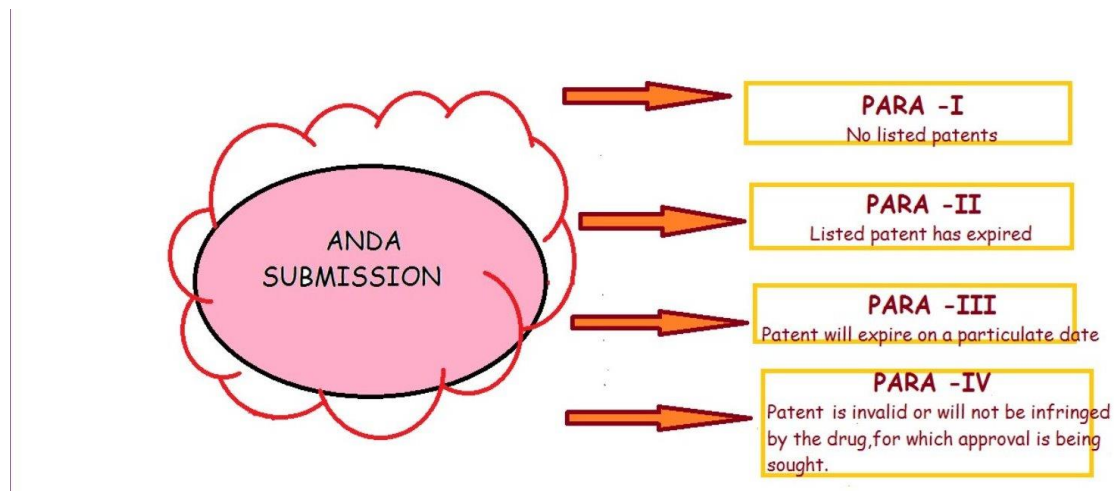 ANDA
SUBMISSION
PARA -I
No listed patents
PARA -II
Listed patent has expired
PARA -III
Patent will expire on a particulate date
PARA -IV
Patent is invalid or will not be infringed
by the drug,for which approval is being
sought.